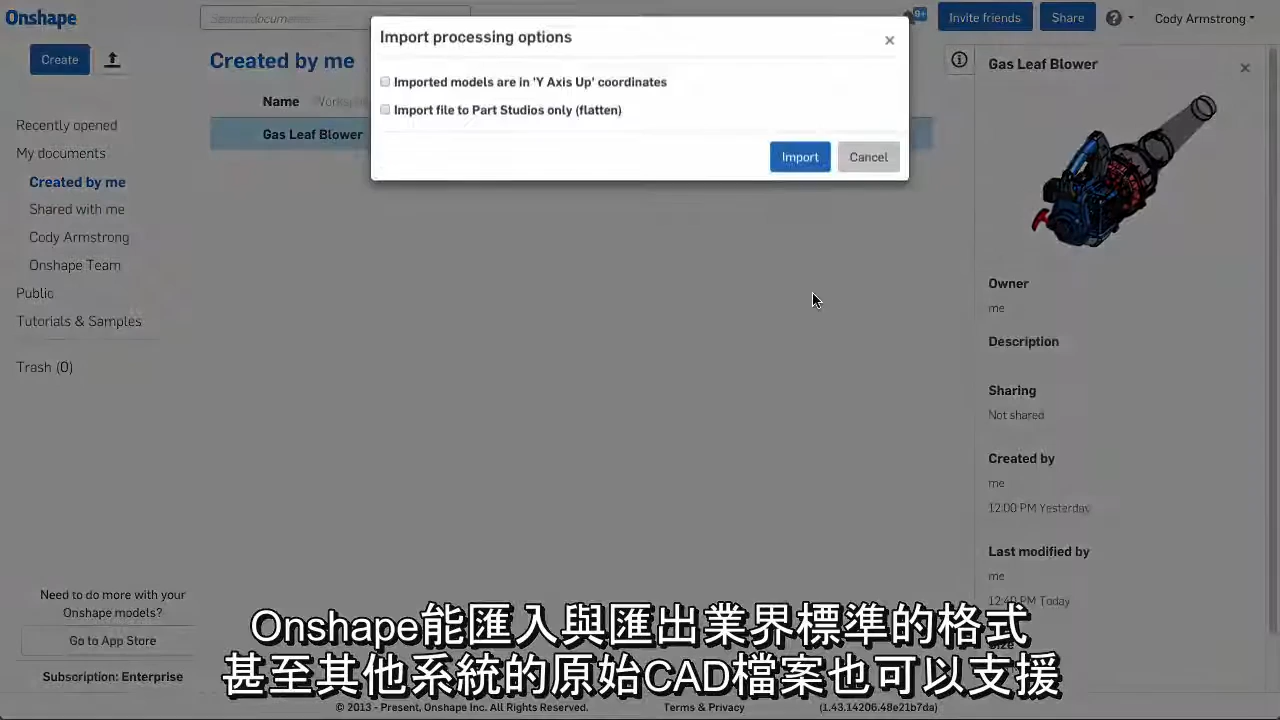 Onshape
Search docum...
9+
Invite friends
Share
Cody Armstrong
Import processing options
×
Imported models are in 'Y Axis Up' coordinates
Import file to Part Studios only (flatten)
Import
Cancel
Create
Created by me
Name
Gas Leaf Blower
Recently opened
My documents
Created by me
Shared with me
Cody Armstrong
Onshape Team
Public
Tutorials & Samples
Trash (0)
Need to do more with your
Onshape models?
Go to App Store
Subscription: Enterprise
Gas Leaf Blower
×
Owner
me
Description
Sharing
Not shared
Created by
me
12:00 PM Yesterday
Last modified by
me
12:40 PM Today
Onshape能匯入與匯出業界標準的格式
甚至其他系統的原始CAD檔案也可以支援
© 2013 - Present, Onshape Inc. All Rights Reserved.
Terms & Privacy
(1.43.14206.48e21b7da)